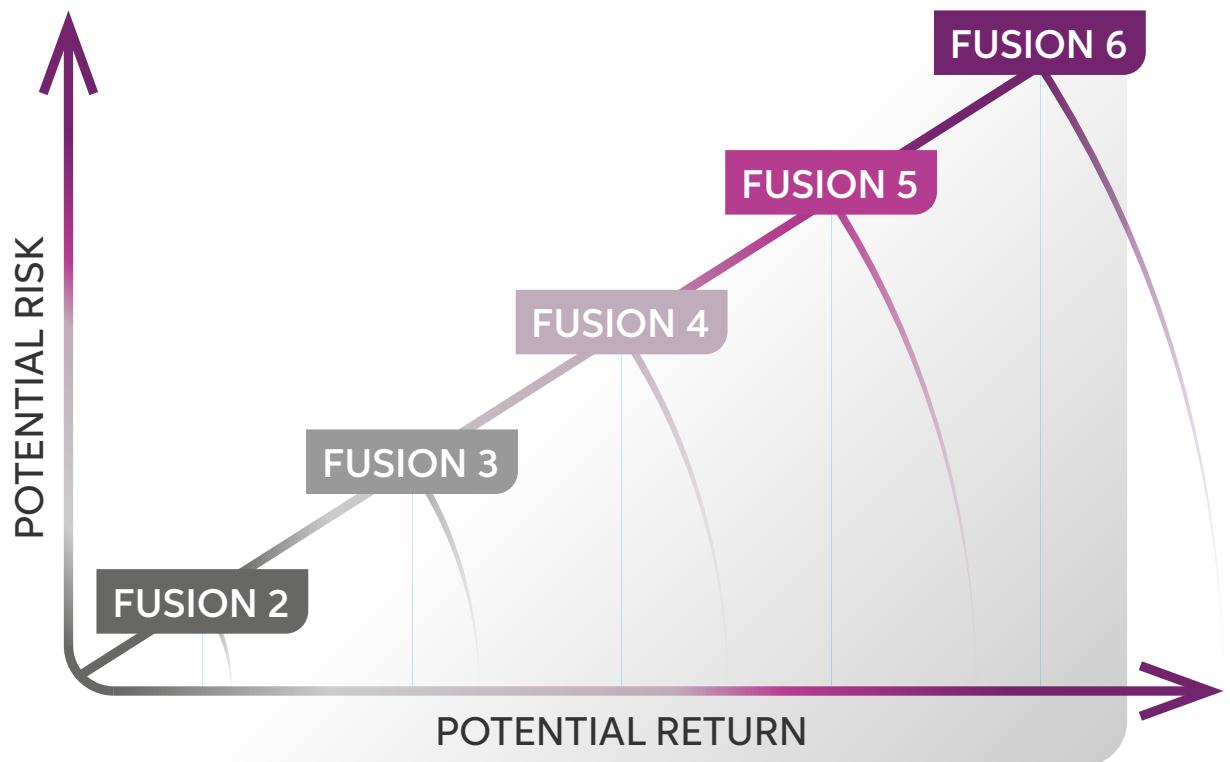 FUSION 6
FUSION 5
FUSION 4
FUSION 3
FUSION 2
POTENTIAL RISK
POTENTIAL RETURN